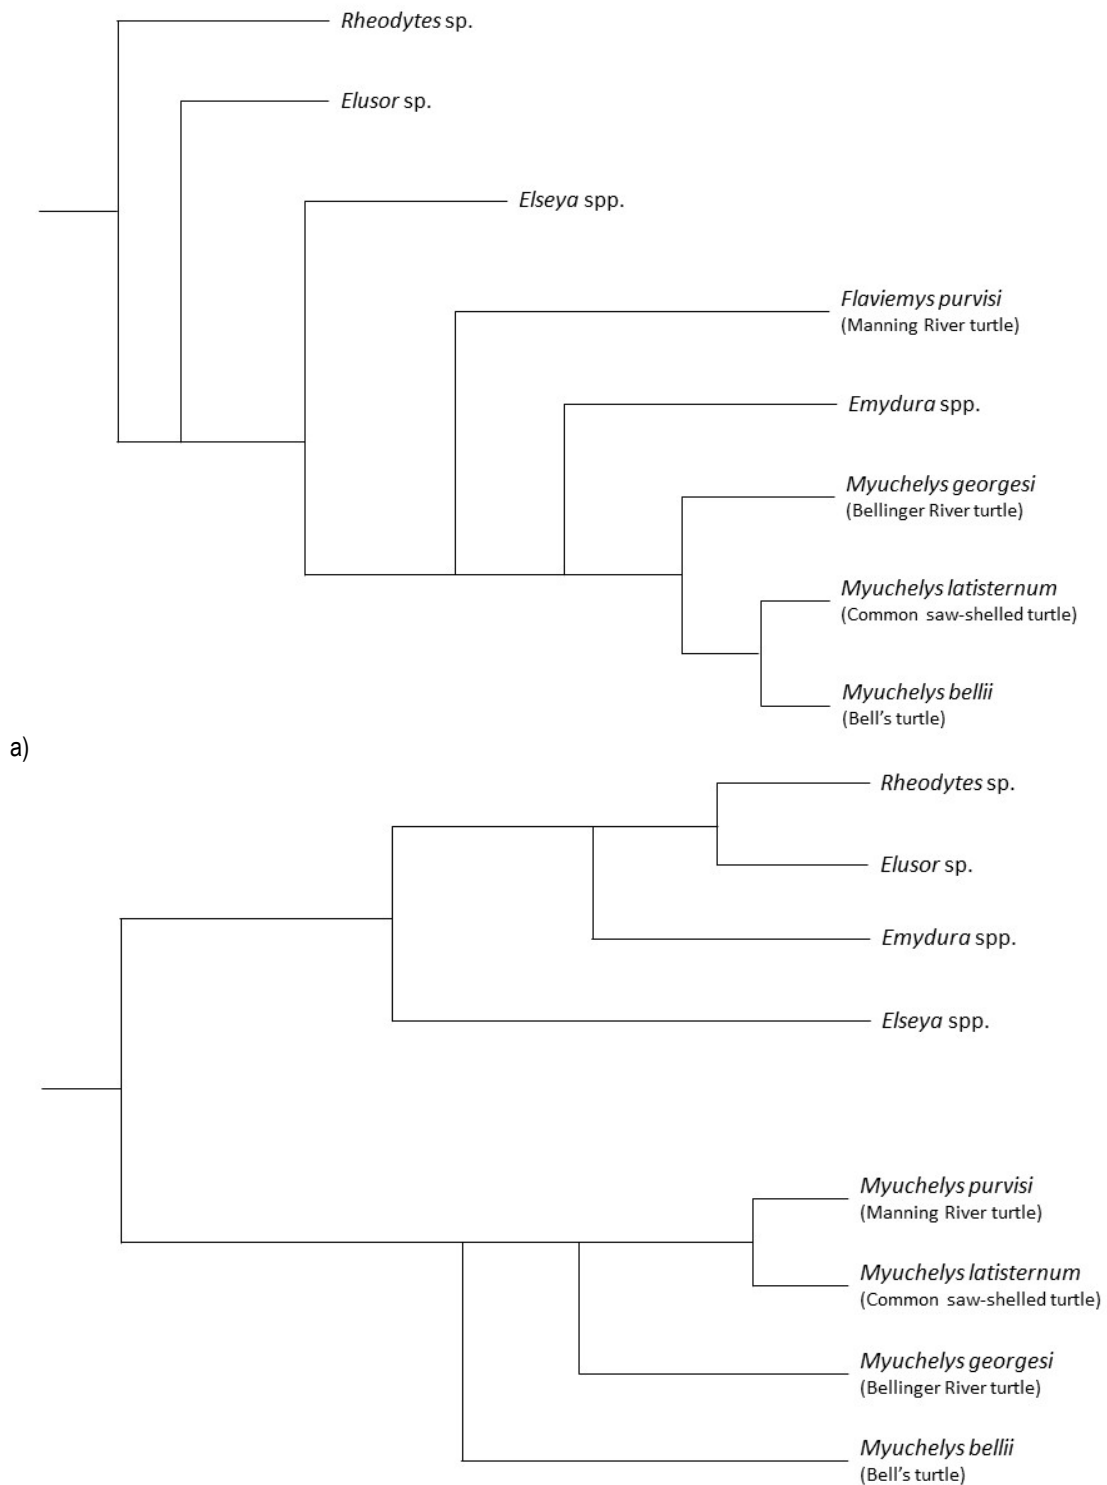 Rheodytes sp.
Elusor sp.
Elseya spp.
Flaviemys purvisi
(Manning River turtle)
Emydura spp.
Myuchelys georgesi
(Bellinger River turtle)
Myuchelys latisternum
(Common saw-shelled turtle)
Myuchelys bellii
(Bell's turtle)
a)
Rheodytes sp.
Elusor sp.
Emydura spp.
Elseya spp.
Myuchelys purvisi
(Manning River turtle)
Myuchelys latisternum
(Common saw-shelled turtle)
Myuchelys georgesi
(Bellinger River turtle)
Myuchelys bellii
(Bell's turtle)